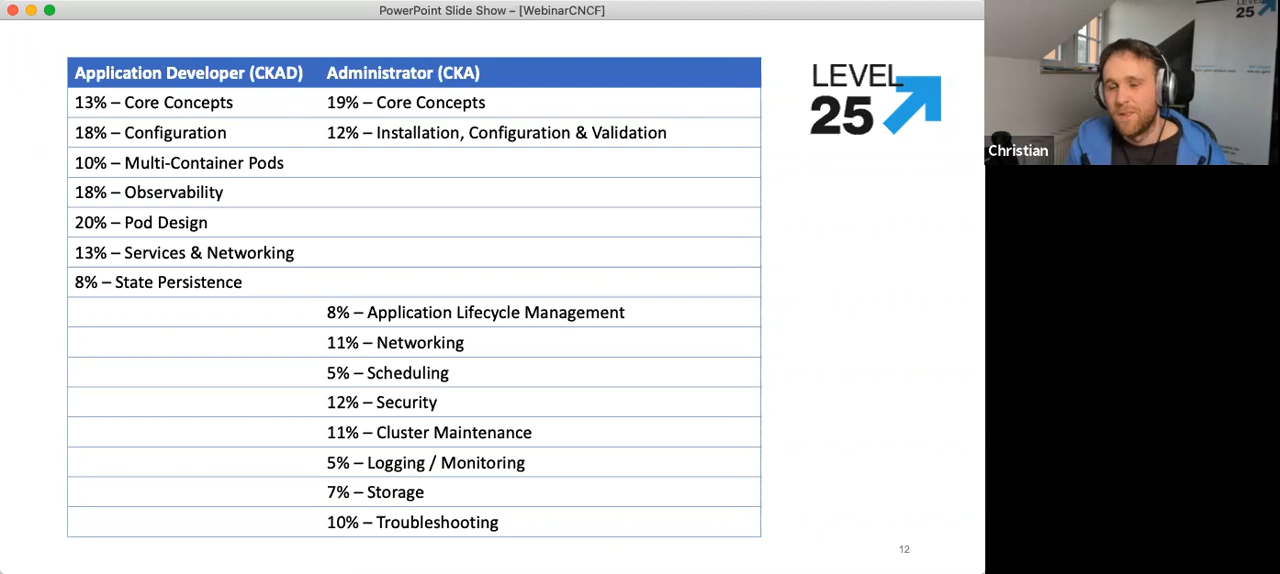 PowerPoint Slide Show – [WebinarCNCF]
Application Developer (CKAD) Administrator (CKA)
13% – Core Concepts 19% – Core Concepts
18% – Configuration 12% – Installation, Configuration & Validation
10% – Multi-Container Pods
18% – Observability
20% – Pod Design
13% – Services & Networking
8% – State Persistence
8% – Application Lifecycle Management
11% – Networking
5% – Scheduling
12% – Security
11% – Cluster Maintenance
5% – Logging / Monitoring
7% – Storage
10% – Troubleshooting
12
LEVEL
25
LEVEL
25
Christian